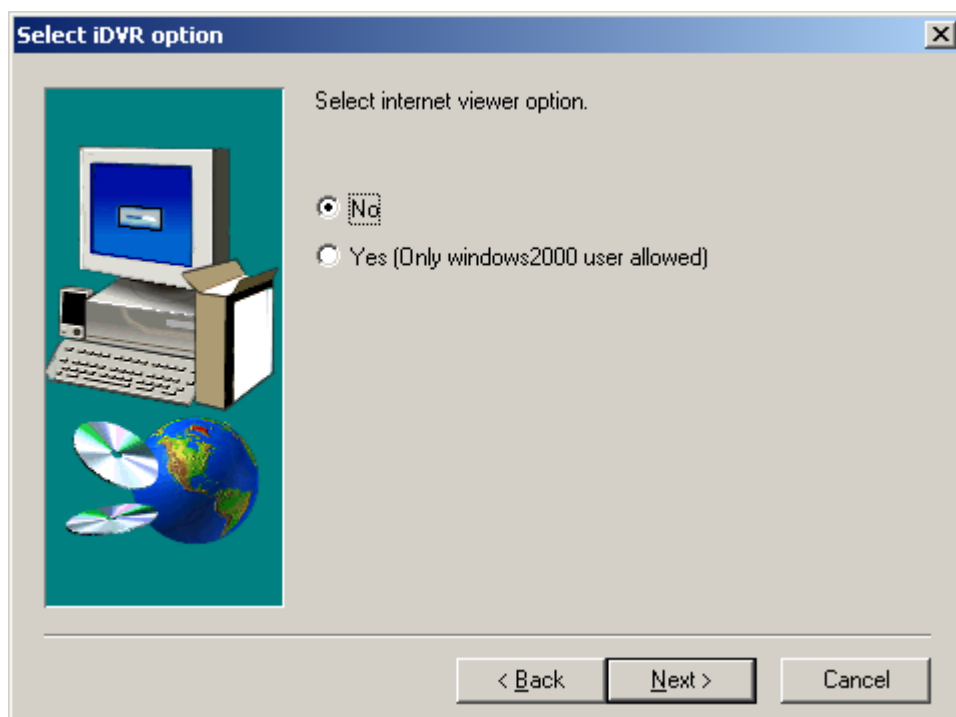 Select iDVR option
Select internet viewer option.
No
Yes (Only windows2000 user allowed)
< Back
Next >
Cancel